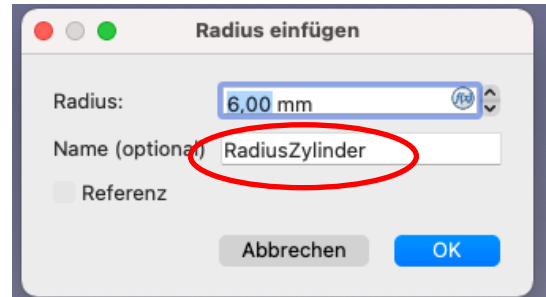 Radius einfügen
Radius: 6,00 mm f(x)
Name (optional) RadiusZylinder
Referenz
Abbrechen OK